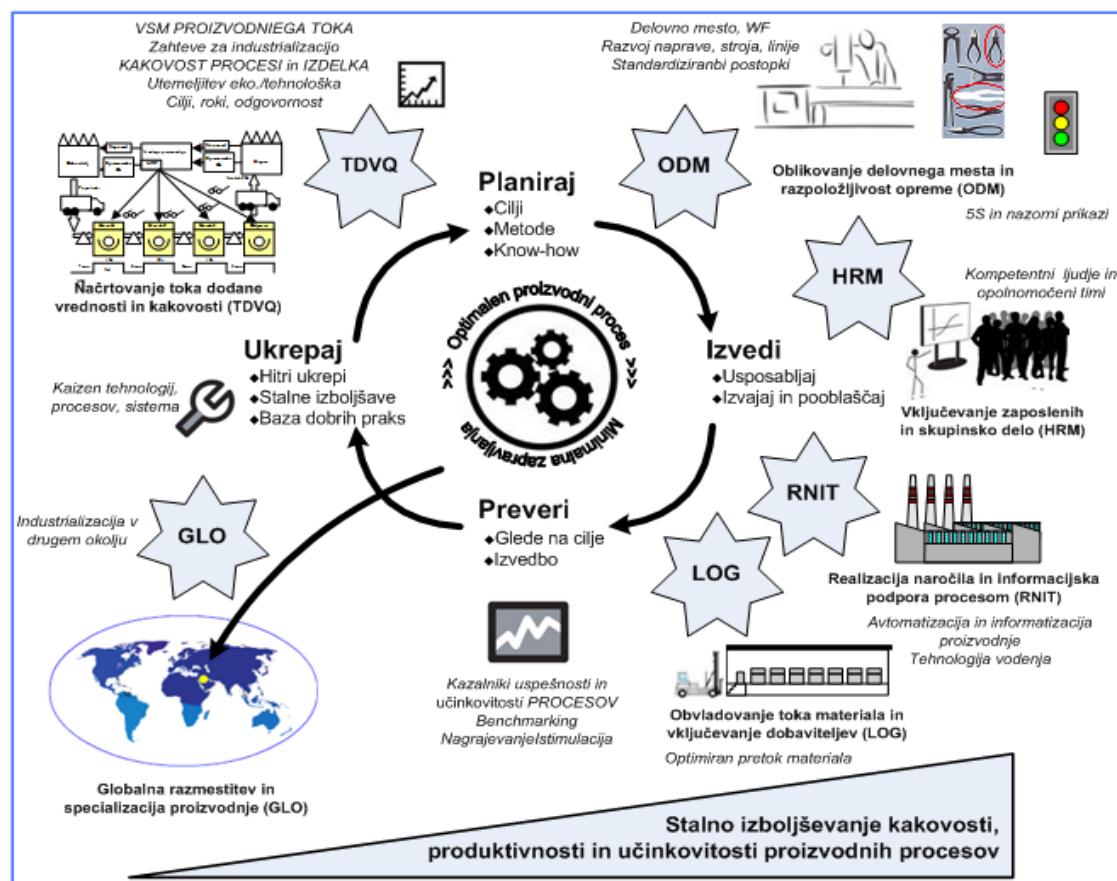 VSM PROIZVODNIEGA TOKA
Zahteve za industrializacijo
KAKOVOST PROCESI in IZDELKA
Utemeljitev eko./tehnološka
Cilji, roki, odgovornost
TDVQ
Načrtovanje toka dodane
vrednosti in kakovosti (TDVQ)
Delovno mesto, WF
Razvoj naprave, stroja, linije
Standardiziranbi postopki
ODM
Oblikovanje delovnega mesta in
razpoložljivost opreme (ODM)
5S in nazorni prikazi
Planiraj
Cilji
Metode
Know-how
HRM
Kompetentni ljudje in
opolnomočeni timi
Vključevanje zaposlenih
in skupinsko delo (HRM)
Optimalen proizvodni proces >>>
Minimalna zapravljanja >>>
Ukrepaj
Hitri ukrepi
Stalne izboljšave
Baza dobrih praks
Kaizen tehnologij,
procesov, sistema
Izvedi
Usposabljaj
Izvajaj in pooblaščaj
Preveri
Glede na cilje
Izvedbo
RNIT
Realizacija naročila in informacijska
podpora procesom (RNIT)
Avtomatizacija in informatizacija
proizvodnje
Tehnologija vodenja
LOG
Obvladovanje toka materiala in
vključevanje dobaviteljev (LOG)
Optimiran pretok materiala
GLO
Industrializacija v
drugem okolju
Globalna razmestitev in
specializacija proizvodnje (GLO)
Kazalniki uspešnosti in
učinkovitosti PROCESOV
Benchmarking
NagrajevanjeIstimulacija
Stalno izboljševanje kakovosti,
produktivnosti in učinkovitosti proizvodnih procesov